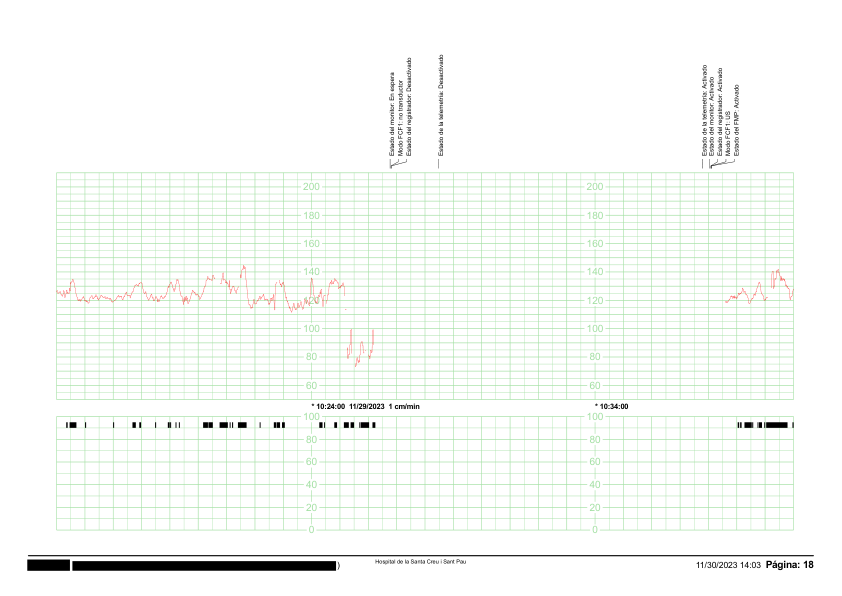 Estado del monitor: En espera
Modo FCF1: no transductor
Estado del registrador: Desactivado
Estado de la telemetría: Desactivado
Estado de la telemetría: Activado
Estado del monitor: Activado
Estado del registrador: Activado
Modo FCF1: US
Estado del FMP: Activado
200 200
180 180
160 160
140 140
120 120
100 100
80 80
60 60
* 10:24:00 11/29/2023 1 cm/min * 10:34:00
100 100
80 80
60 60
40 40
20 20
0 0
)
Hospital de la Santa Creu i Sant Pau
11/30/2023 14:03 Página: 18